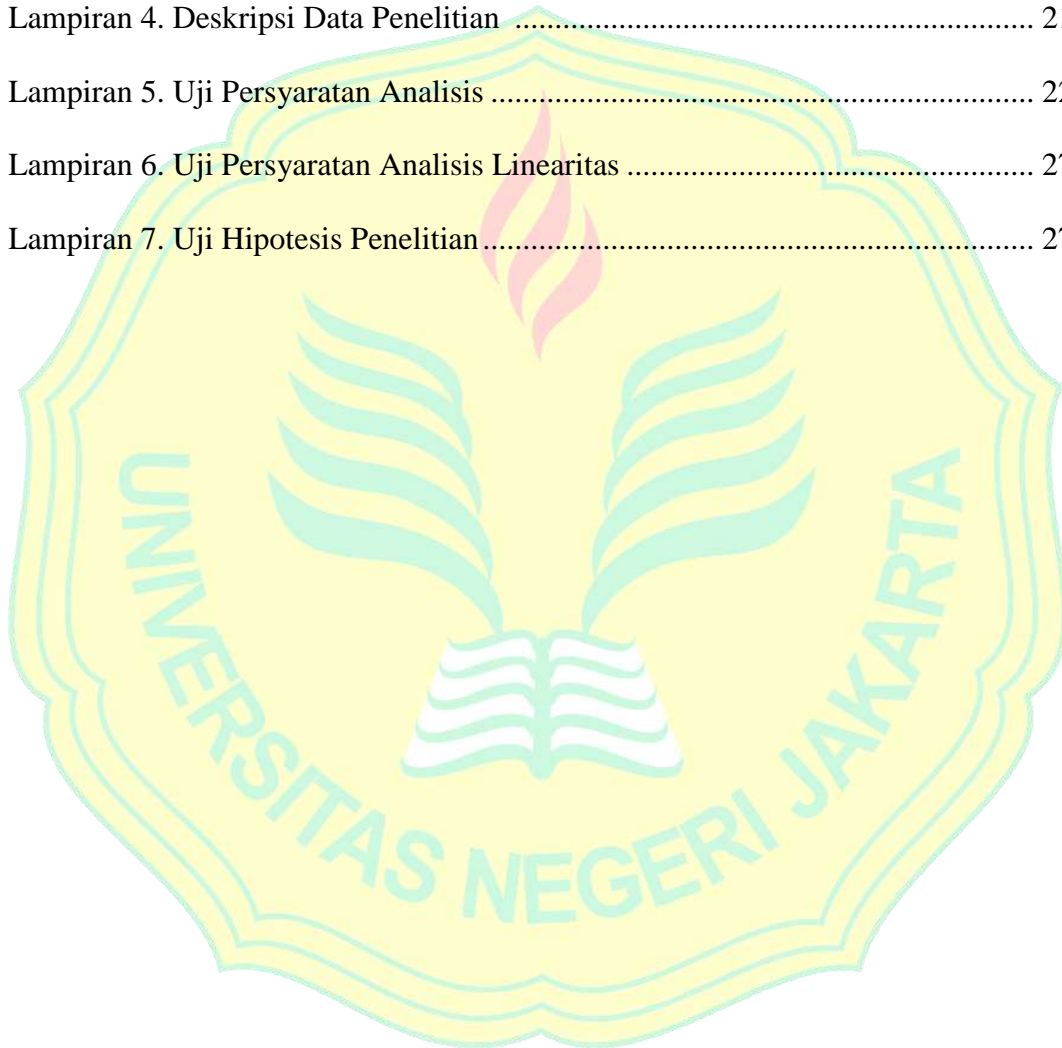 Lampiran 4. Deskripsi Data Penelitian ........................................................................... 2
Lampiran 5. Uji Persyaratan Analisis .............................................................................. 2
Lampiran 6. Uji Persyaratan Analisis Linearitas ........................................................... 2
Lampiran 7. Uji Hipotesis Penelitian ................................................................................ 2
UNIVERSITAS NEGERI JAKARTA